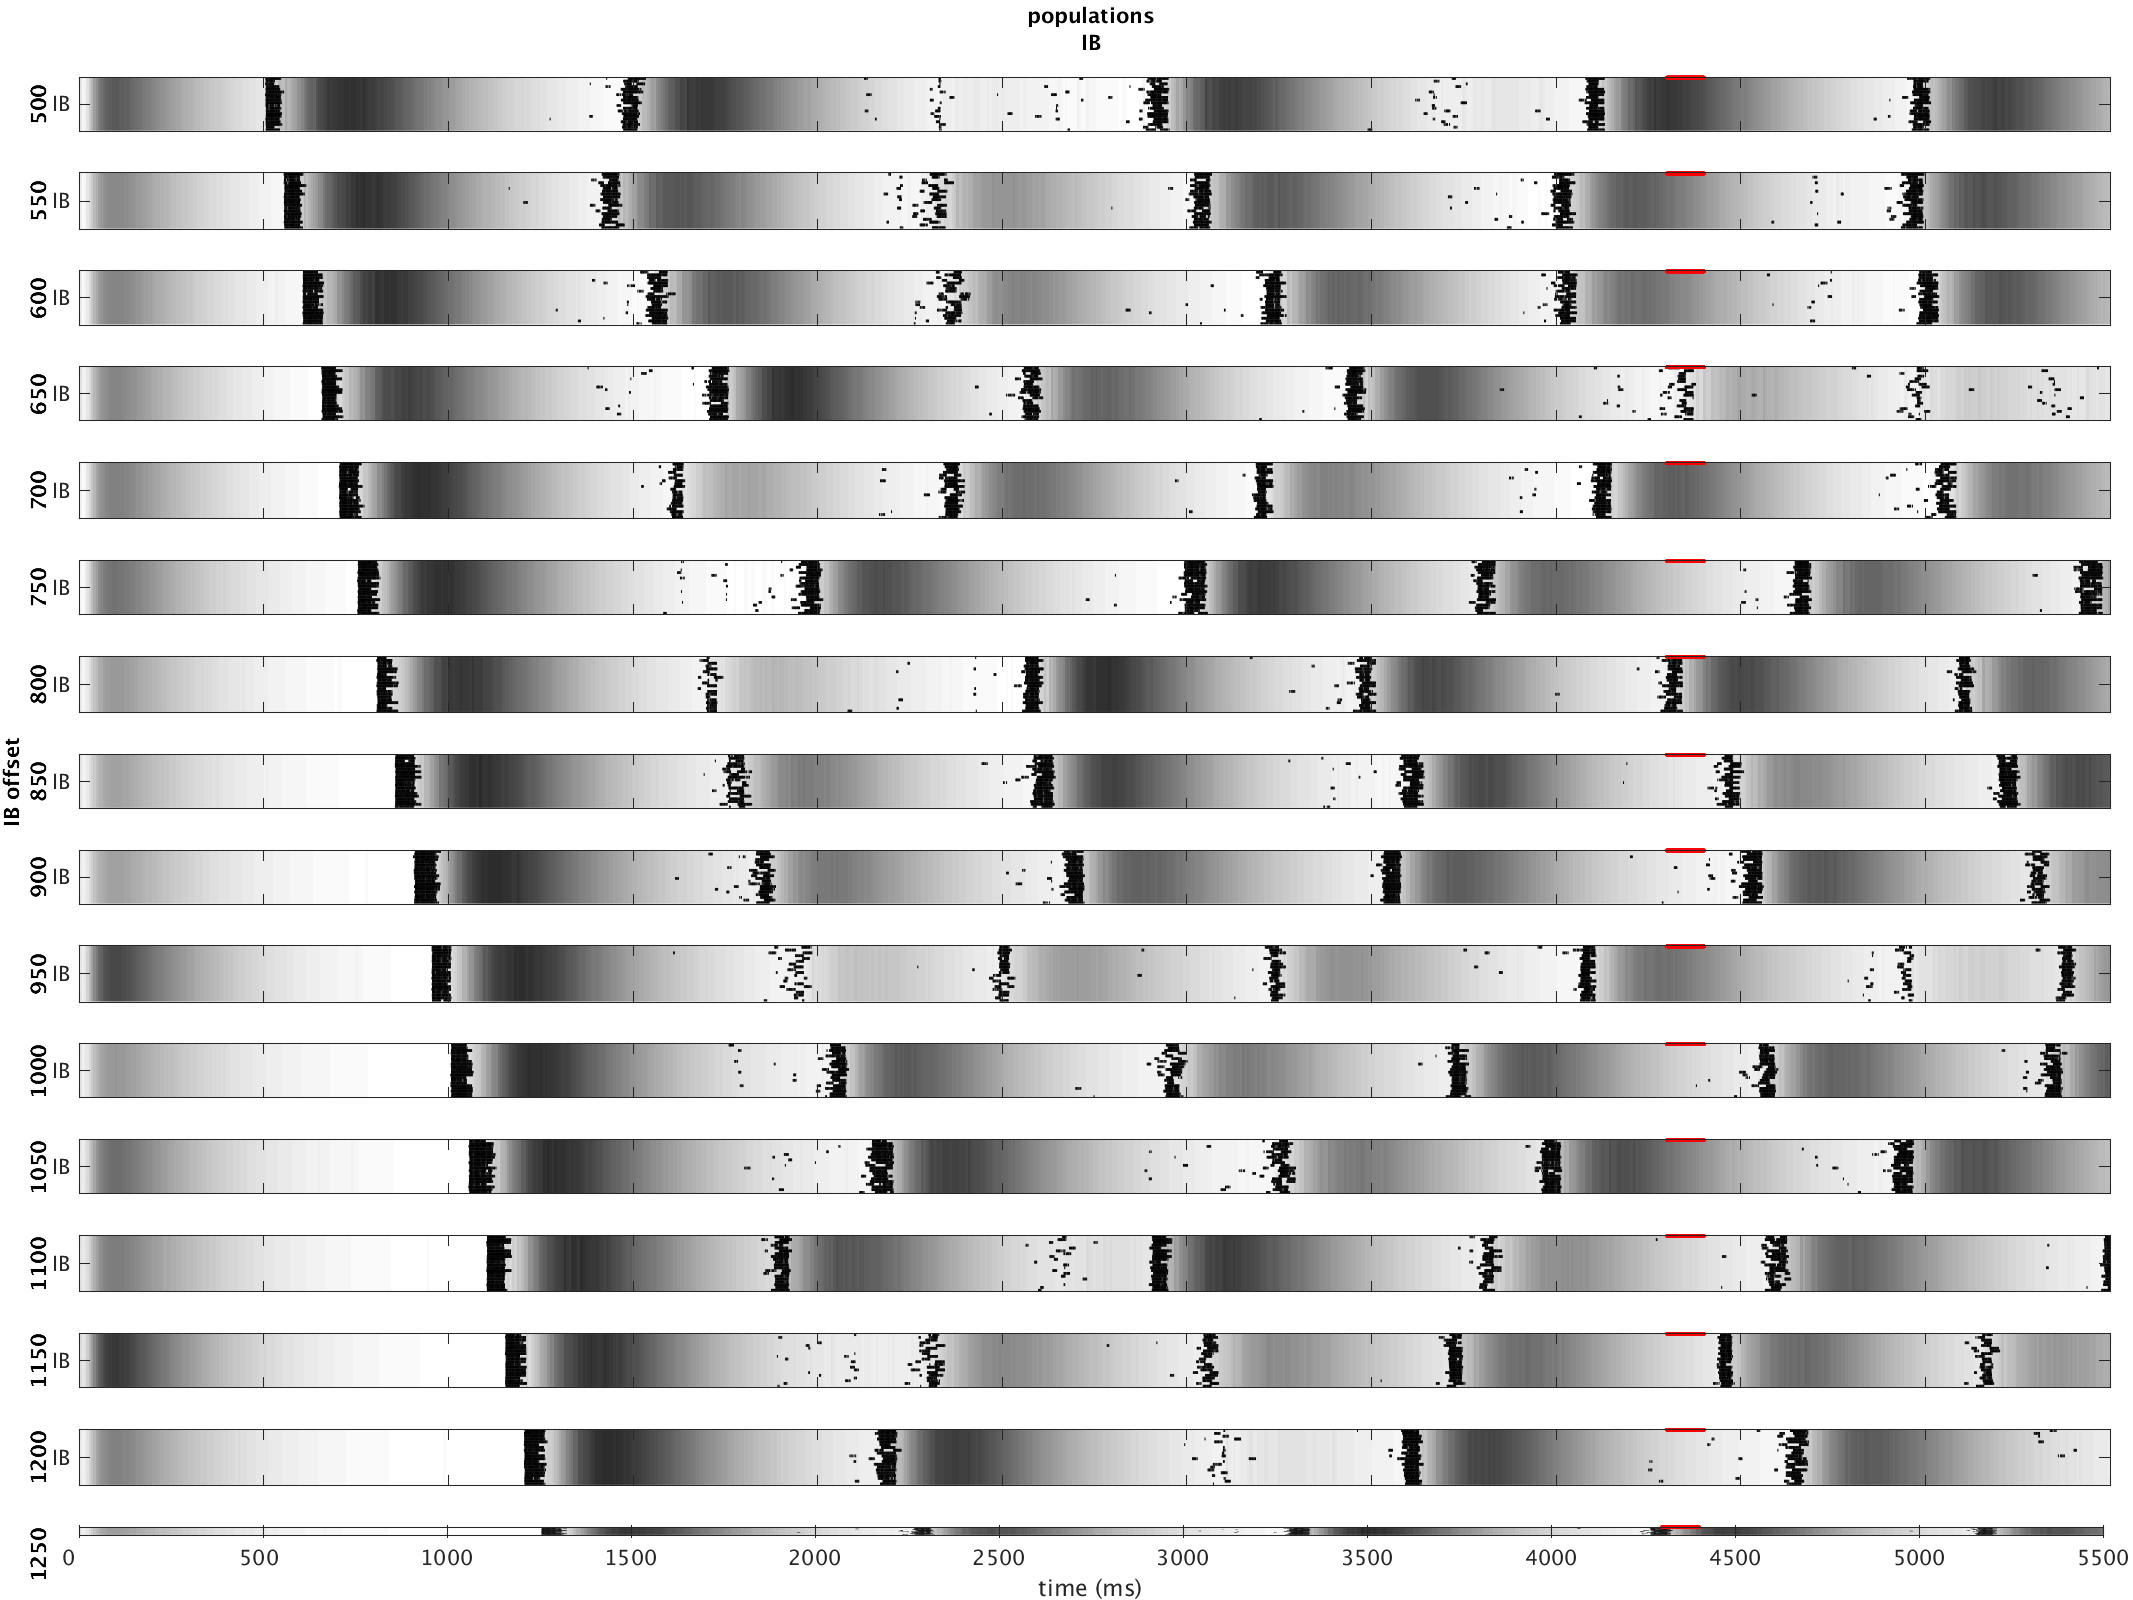 populations
IB
IB offset
500 IB
550 IB
600 IB
650 IB
700 IB
750 IB
800 IB
850 IB
900 IB
950 IB
1000 IB
1050 IB
1100 IB
1150 IB
1200 IB
1250
0 500 1000 1500 2000 2500 3000 3500 4000 4500 5000 5500
time (ms)